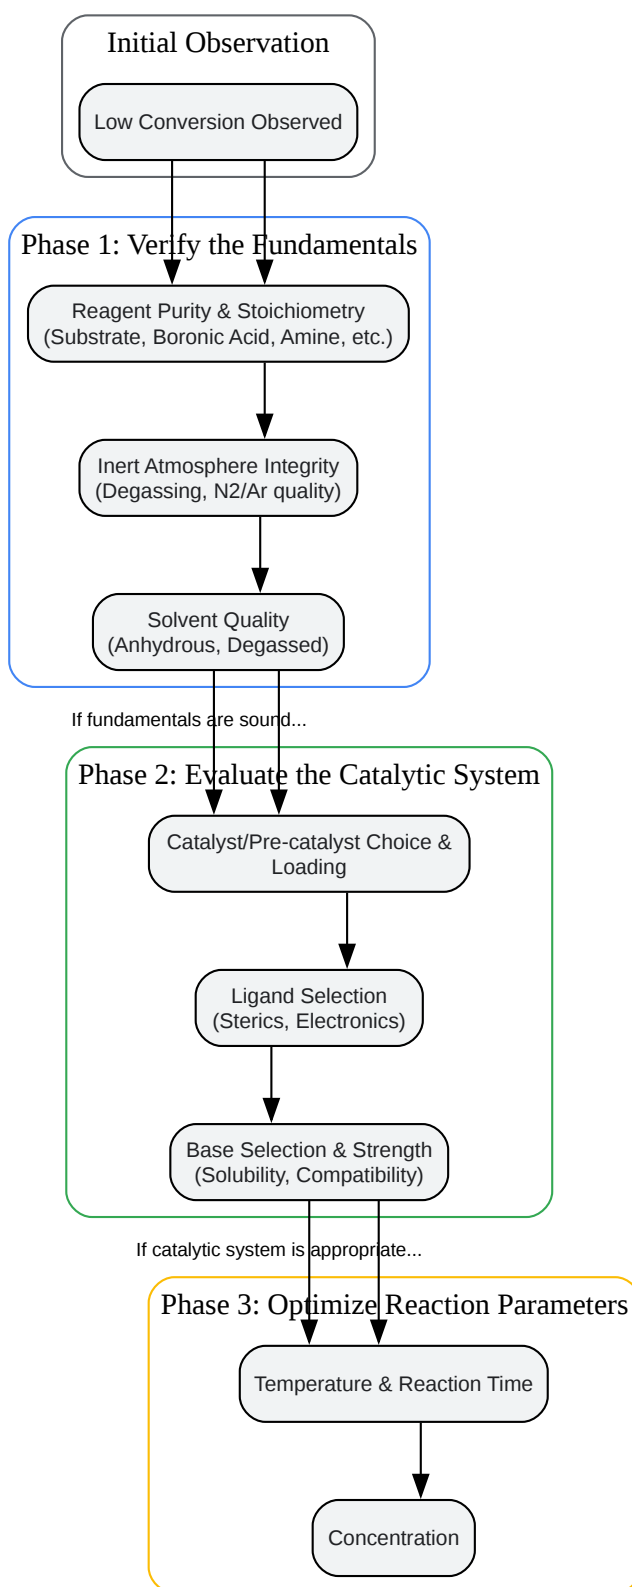 Initial Observation
Low Conversion Observed
Phase 1: Verify the Fundamentals
Reagent Purity & Stoichiometry
(Substrate, Boronic Acid, Amine, etc.)
Inert Atmosphere Integrity
(Degassing, N2/Ar quality)
Solvent Quality
(Anhydrous, Degassed)
If fundamentals are sound...
Phase 2: Evaluate the Catalytic System
Catalyst/Pre-catalyst Choice &
Loading
Ligand Selection
(Sterics, Electronics)
Base Selection & Strength
(Solubility, Compatibility)
If catalytic system is appropriate...
Phase 3: Optimize Reaction Parameters
Temperature & Reaction Time
Concentration